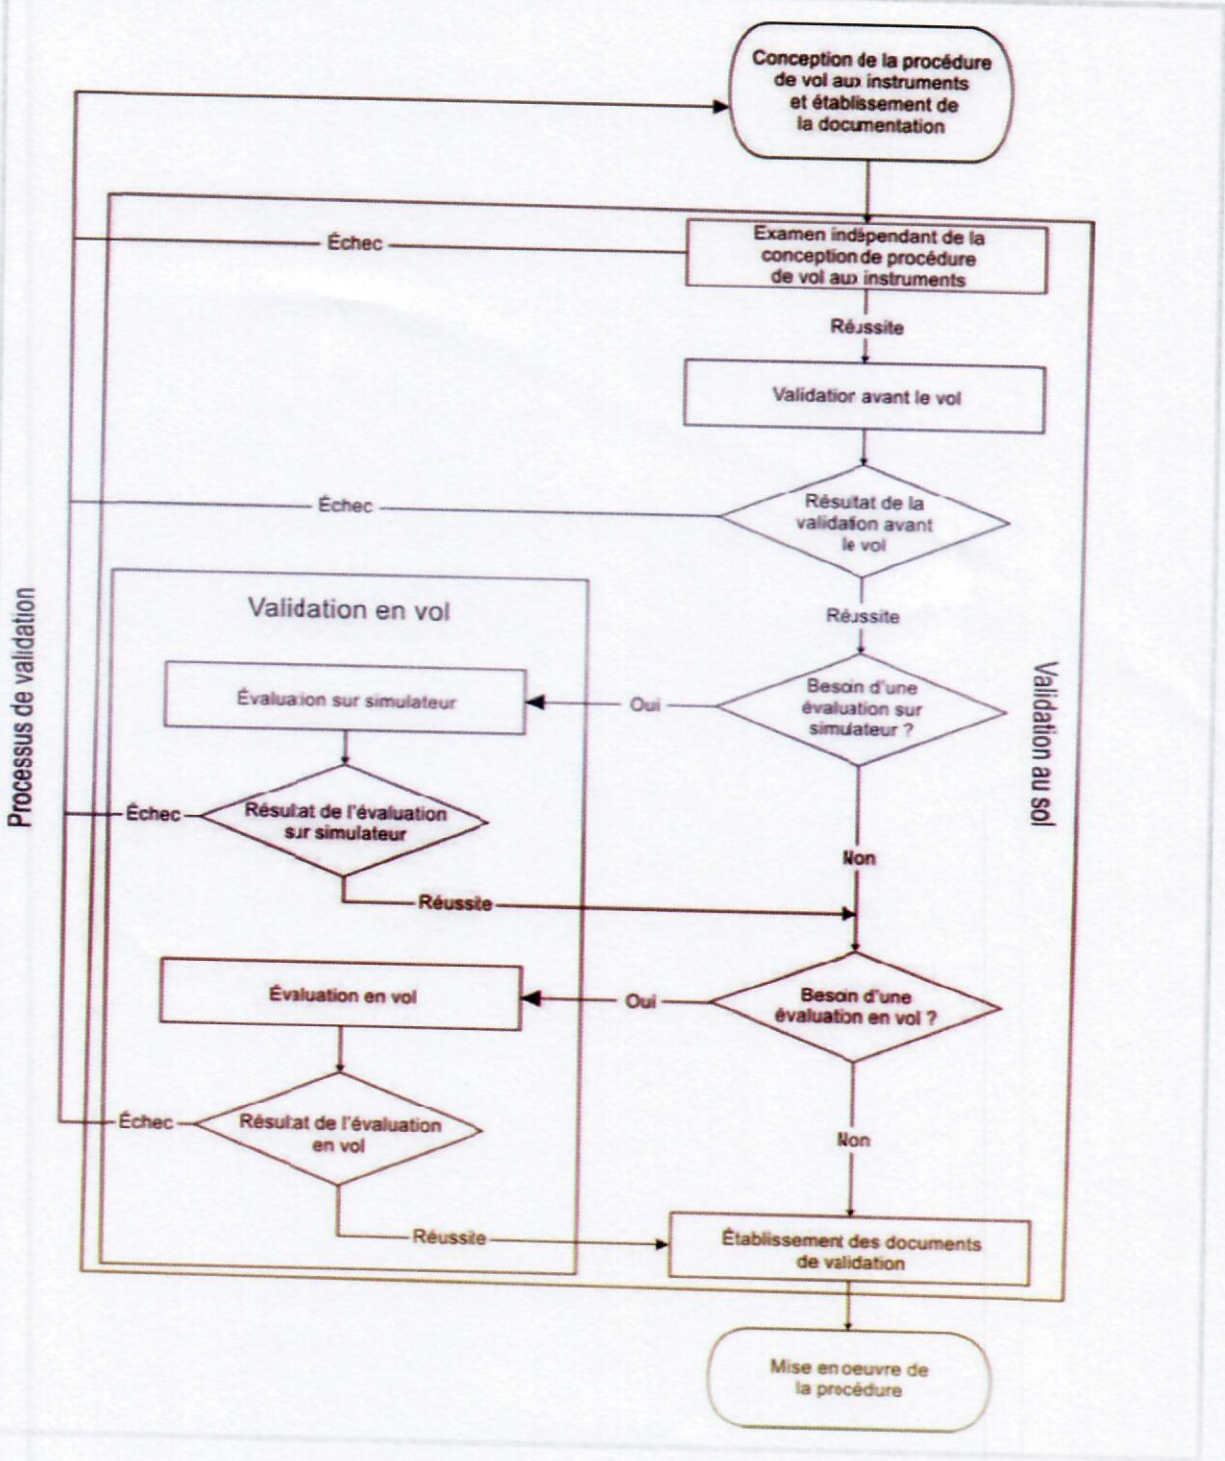 Conception de la procédure
de vol aux instruments
et établissement de
la documentation
Échec
Examen indépendant de la
conception de procédure
de vol aux instruments
Réussite
Validation avant le vol
Échec
Résultat de la
validation avant
le vol
Réussite
Validation en vol
Évaluation sur simulateur
Oui
Besoin d'une
évaluation sur
simulateur ?
Processus de validation
Validation au sol
Échec
Résultat de l'évaluation
sur simulateur
Non
Réussite
Évaluation en vol
Oui
Besoin d'une
évaluation en vol ?
Échec
Résultat de l'évaluation
en vol
Non
Réussite
Établissement des documents
de validation
Mise en oeuvre de
la procédure